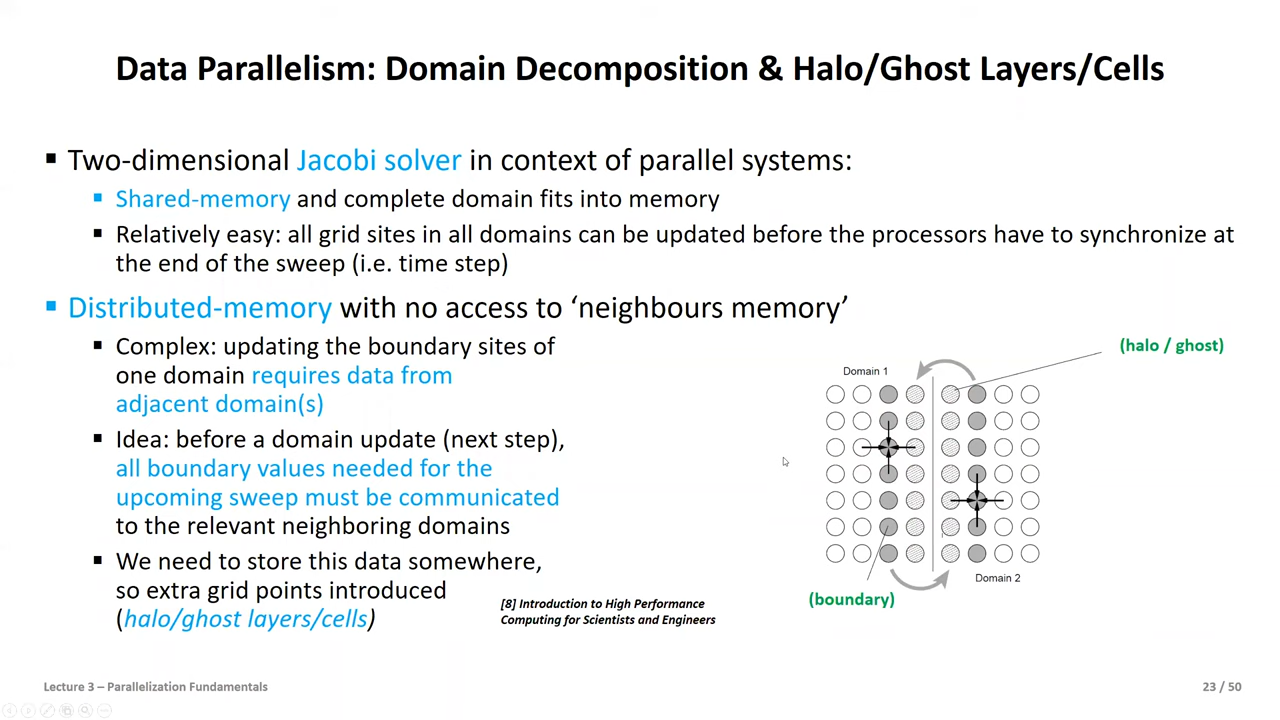 Data Parallelism: Domain Decomposition & Halo/Ghost Layers/Cells
▪ Two-dimensional Jacobi solver in context of parallel systems:
▪ Shared-memory and complete domain fits into memory
▪ Relatively easy: all grid sites in all domains can be updated before the processors have to synchronize at
the end of the sweep (i.e. time step)
▪ Distributed-memory with no access to ‘neighbours memory’
▪ Complex: updating the boundary sites of
one domain requires data from
adjacent domain(s)
▪ Idea: before a domain update (next step),
all boundary values needed for the
upcoming sweep must be communicated
to the relevant neighboring domains
▪ We need to store this data somewhere,
so extra grid points introduced
(halo/ghost layers/cells)
[8] Introduction to High Performance
Computing for Scientists and Engineers
(halo / ghost)
Domain 1
Domain 2
(boundary)
Lecture 3 – Parallelization Fundamentals
23 / 50